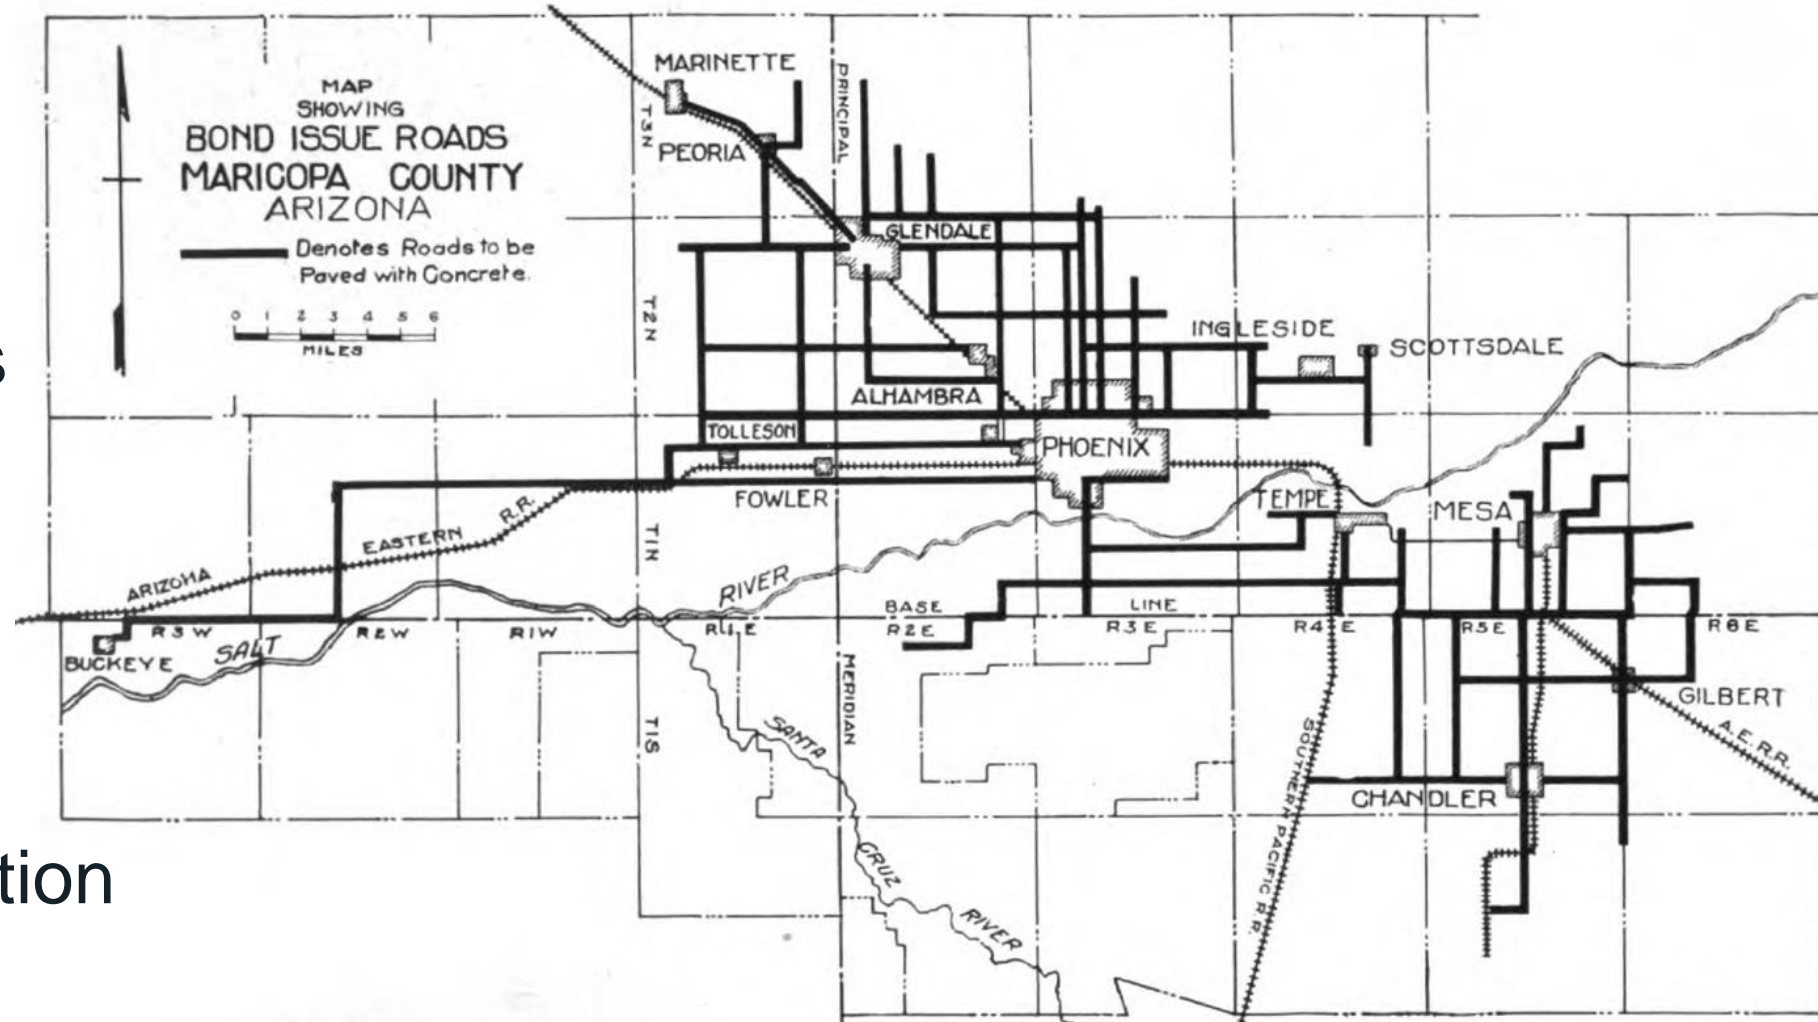 MAP
SHOWING
BOND ISSUE ROADS
MARICOPA COUNTY
ARIZONA
Denotes Roads to be
Paved with Concrete.
0 1 2 3 4 5 6
MILES
MARINETTE
PEORIA
PRINCIPAL
T3N
GLENDALE
T2N
INGLESIDE
SCOTTSDALE
s
ALHAMBRA
TOLLESON
PHOENIX
FOWLER
TEMPE
MESA
ARIZONA
EASTERN
R.R.
T1N
RIVER
BASE
LINE
R3W
R2W
R1W
R1E
R2E
R3E
R4E
R5E
R6E
BUCKEYE
SALT
MERIDIAN
T1S
SANTA
GILBERT
A.E.R.R.
SOUTHERN PACIFIC R.R.
CHANDLER
tion
CRUZ
RIVER